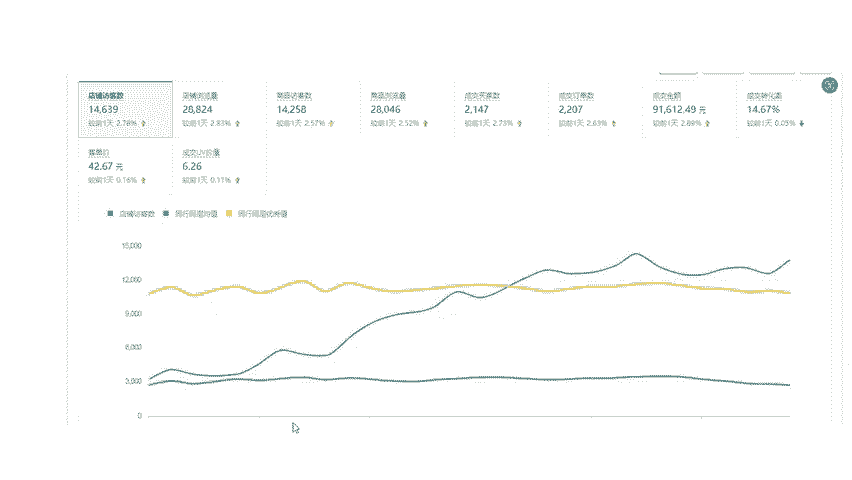 店铺访客数
14,639
较前1天 2.78%
店铺浏览量
28,824
较前1天 2.83%
商品访客数
14,258
较前1天 2.57%
商品浏览量
28,046
较前1天 2.52%
成交买家数
2,147
较前1天 2.73%
成交订单数
2,207
较前1天 2.63%
成交金额
91,612.49 元
较前1天 2.89%
成交转化率
14.67%
较前1天 0.05%
客单价
42.67 元
较前1天 0.16%
成交UV价值
6.26
较前1天 0.11%
店铺访客数 同行同层均值 同行同层优秀值
15,000
12,000
9,000
6,000
3,000
0